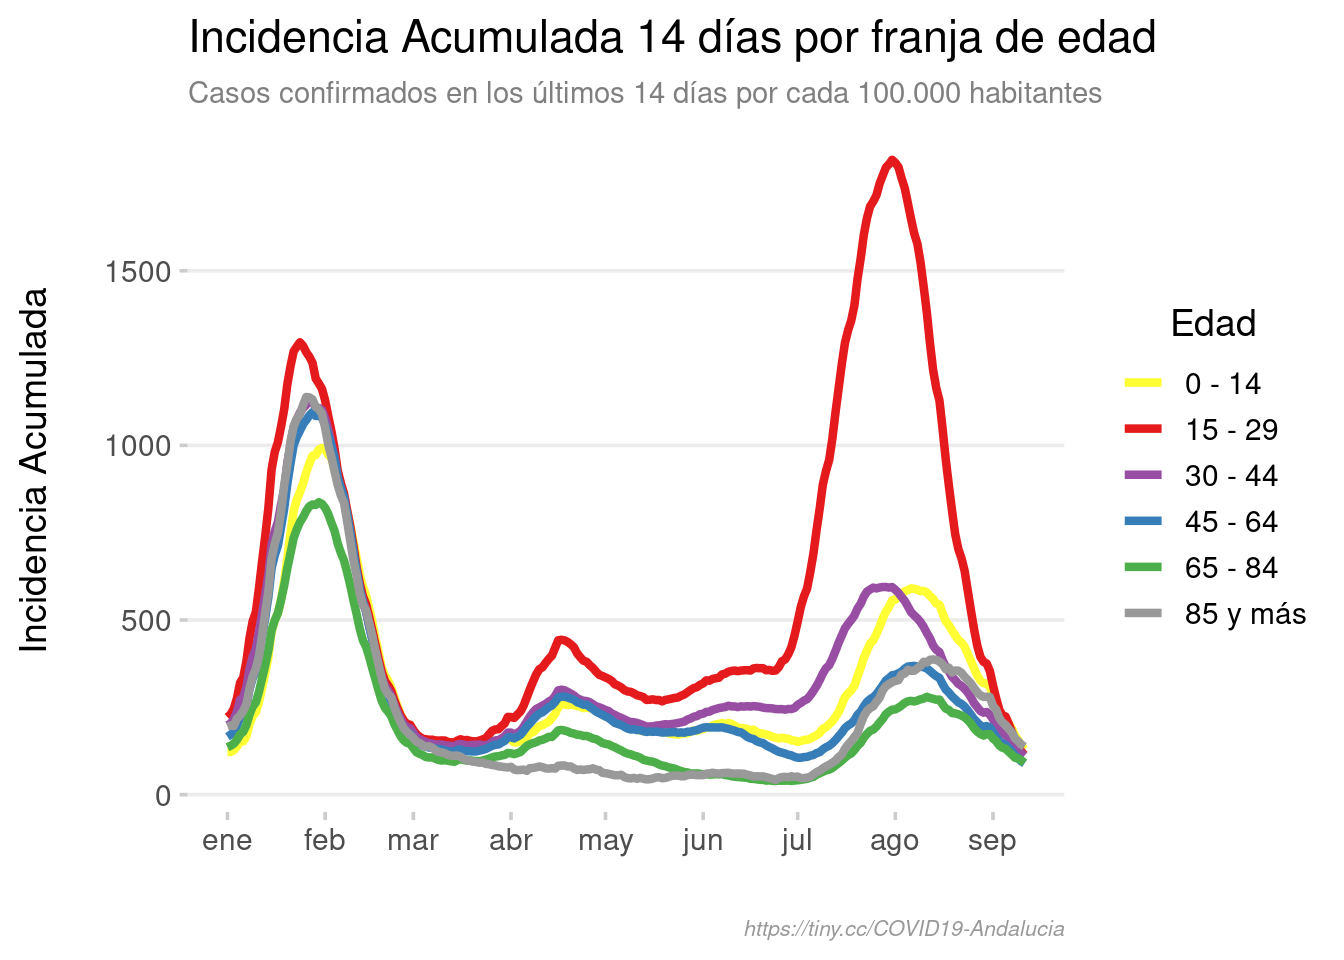 Incidencia Acumulada 14 días por franja de edad
Casos confirmados en los últimos 14 días por cada 100.000 habitantes
Incidencia Acumulada
1500
1000
500
0
ene feb mar abr may jun jul ago sep
Edad
0 - 14
15 - 29
30 - 44
45 - 64
65 - 84
85 y más
https://tiny.cc/COVID19-Andalucia